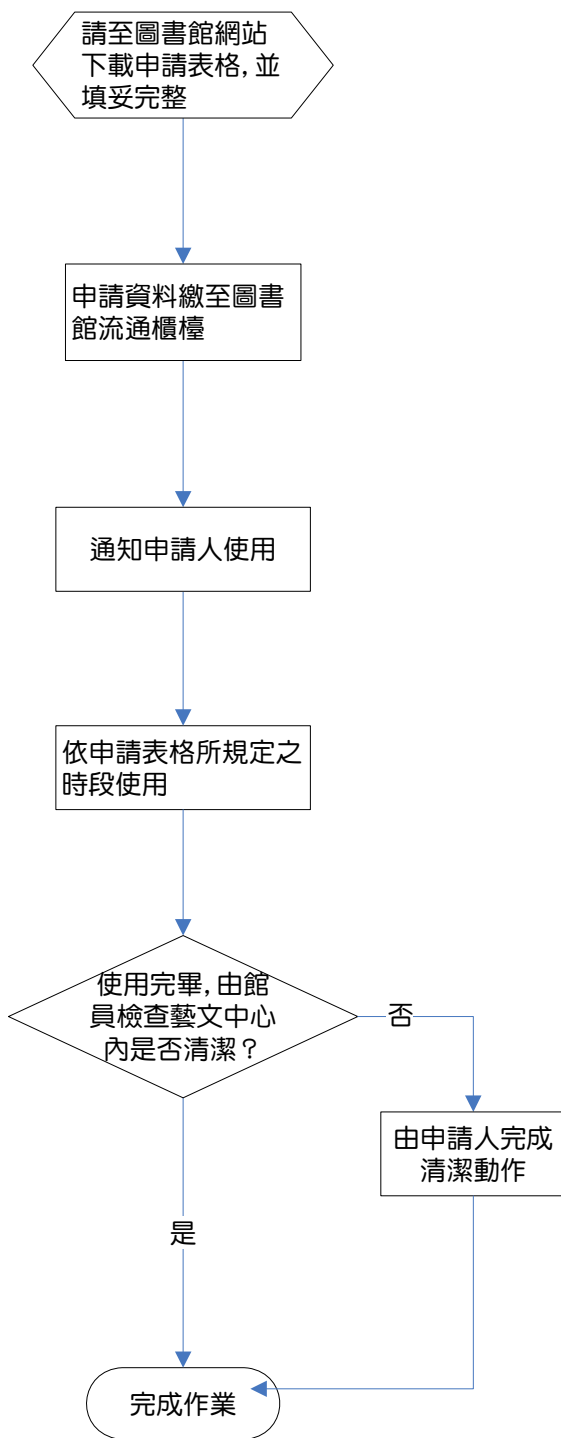 請至圖書館網站
下載申請表格,並
填妥完整
申請資料繳至圖書
館流通櫃檯
通知申請人使用
依申請表格所規定之
時段使用
使用完畢,由館
員檢查藝文中心
內是否清潔？
否
由申請人完成
清潔動作
是
完成作業